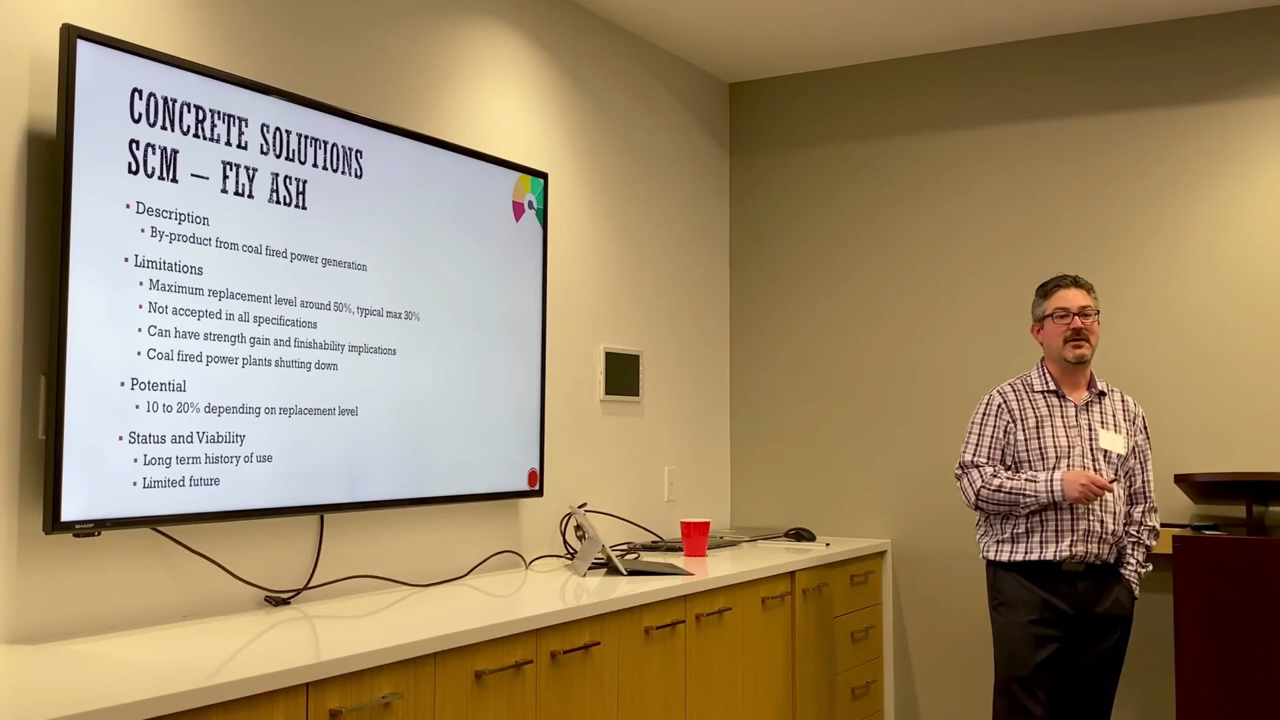 CONCRETE SOLUTIONS
SCM – FLY ASH
▪ Description
▪ By-product from coal fired power generation
▪ Limitations
▪ Maximum replacement level around 50%, typical max 30%
▪ Not accepted in all specifications
▪ Can have strength gain and finishability implications
▪ Coal fired power plants shutting down
▪ Potential
▪ 10 to 20% depending on replacement level
▪ Status and Viability
▪ Long term history of use
▪ Limited future
SHARP